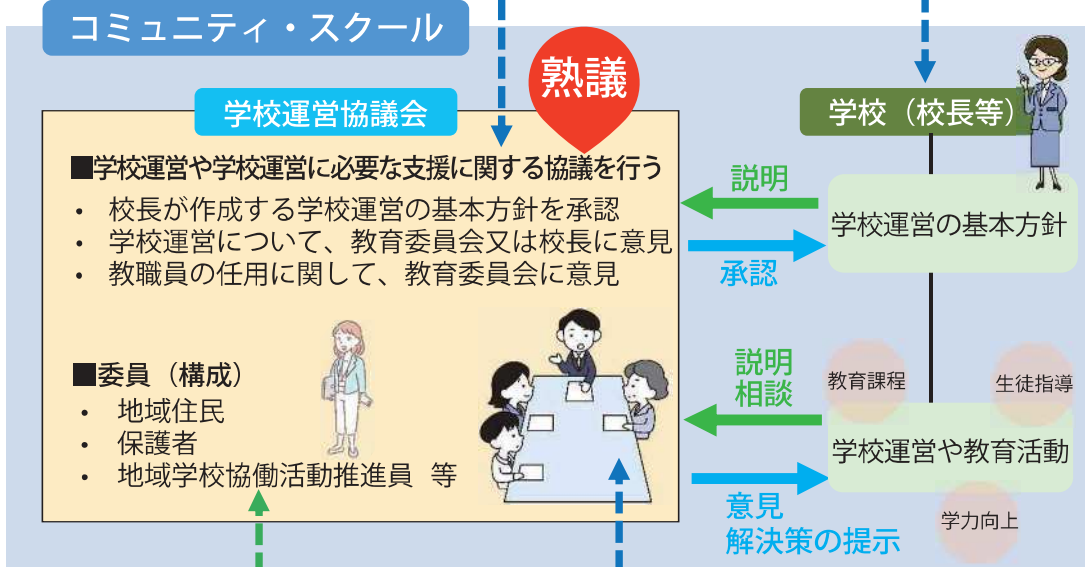 コミュニティ・スクール
熟議
学校運営協議会
■学校運営や学校運営に必要な支援に関する協議を行う
・ 校長が作成する学校運営の基本方針を承認
・ 学校運営について、教育委員会又は校長に意見
・ 教職員の任用に関して、教育委員会に意見
■委員（構成）
・ 地域住民
・ 保護者
・ 地域学校協働活動推進員 等
説明
承認
説明
相談
意見
解決策の提示
学校（校長等）
学校運営の基本方針
教育課程
生徒指導
学校運営や教育活動
学力向上